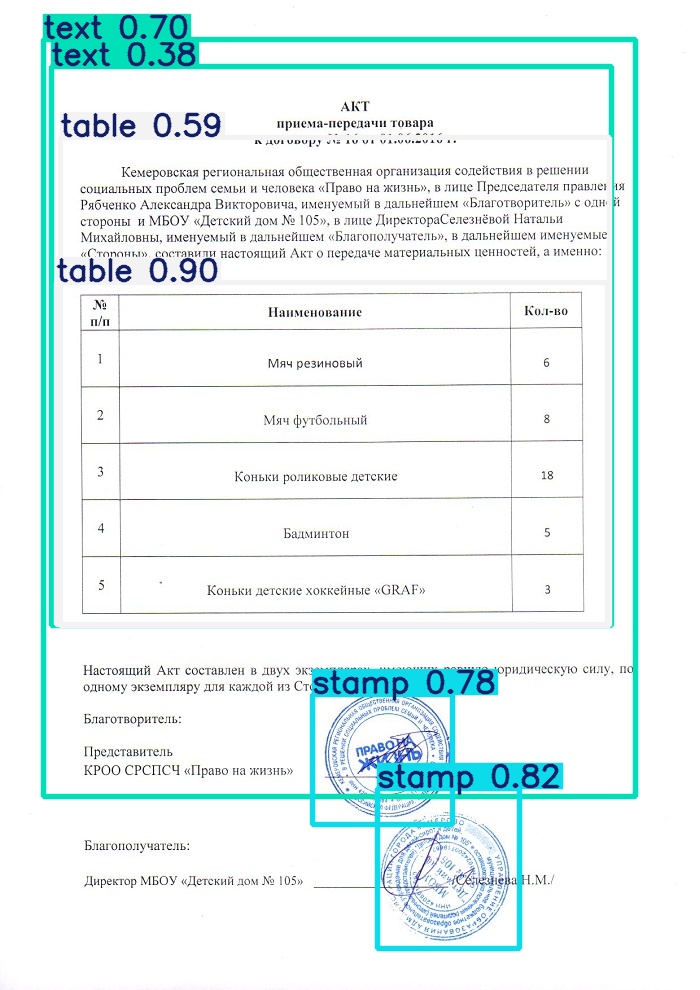 text 0.70
text 0.38
АКТ
приема-передачи товара
table 0.59
к договору № 16 от 01.06.2016 г.
Кемеровская региональная общественная организация содействия в решении
социальных проблем семьи и человека «Право на жизнь», в лице Председателя правления
Рябченко Александра Викторовича, именуемый в дальнейшем «Благотворитель» с одной
стороны и МБОУ «Детский дом № 105», в лице ДиректораСелезнёвой Натальи
Михайловны, именуемый в дальнейшем «Благополучатель», в дальнейшем именуемые
«Стороны», составили настоящий Акт о передаче материальных ценностей, а именно:
table 0.90
№ п/п Наименование Кол-во
1 Мяч резиновый 6
2 Мяч футбольный 8
3 Коньки роликовые детские 18
4 Бадминтон 5
5 Коньки детские хоккейные «GRAF» 3
Настоящий Акт составлен в двух юридическую силу, по
одному экземпляру для каждой из
stamp 0.78
Благотворитель:
ПРАВО НА
ЖИЗНЬ
Представитель
КРОО СРСПСЧ «Право на жизнь»
stamp 0.82
Благополучатель:
Директор МБОУ «Детский дом № 105» /Селезнева Н.М./